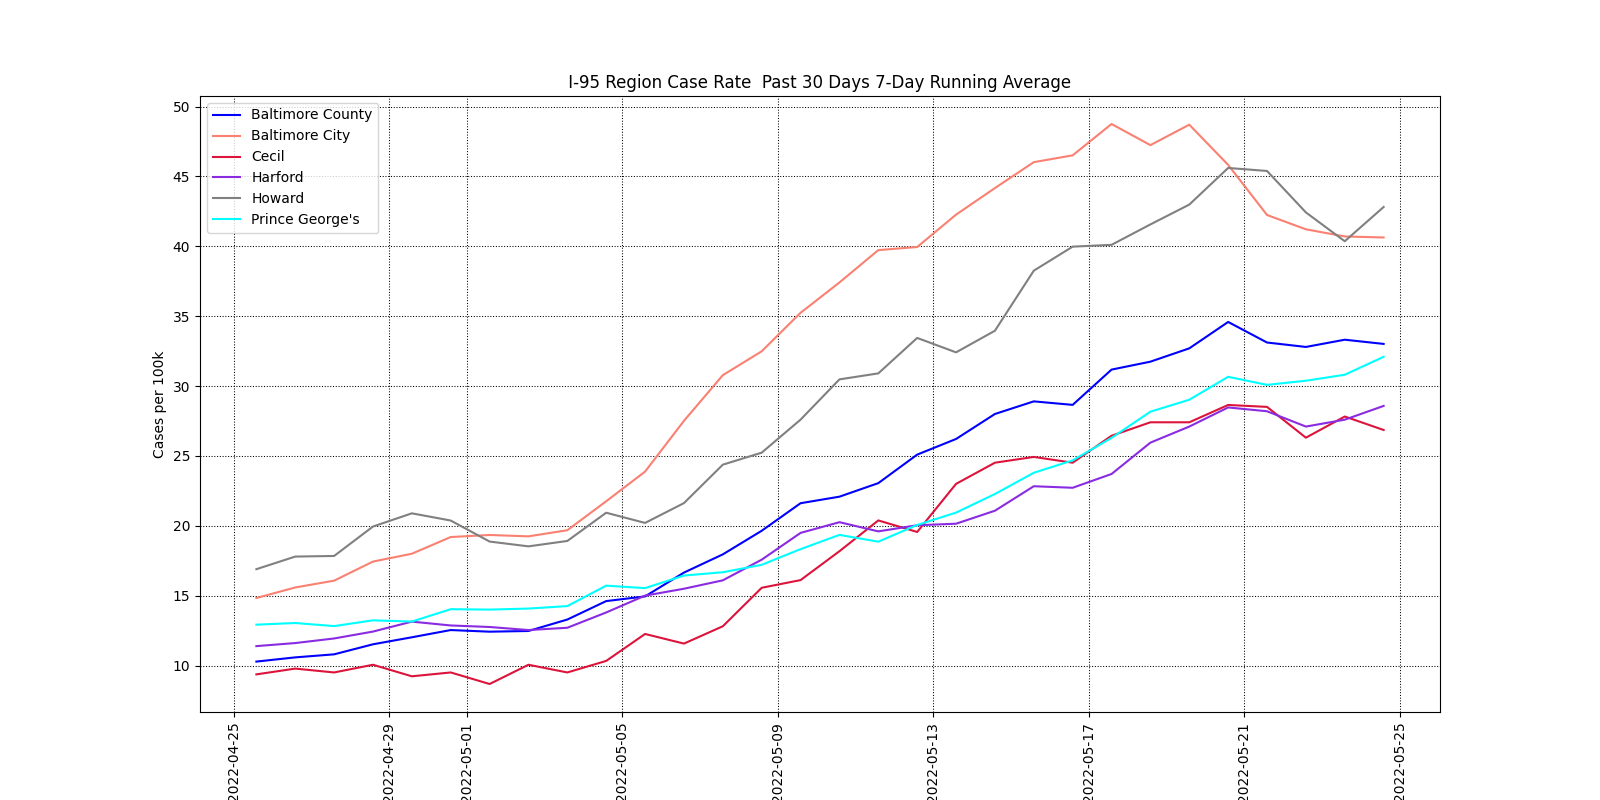 I-95 Region Case Rate  Past 30 Days 7-Day Running Average
50
45
40
35
30
25
20
15
10
Cases per 100k
Baltimore County
Baltimore City
Cecil
Harford
Howard
Prince George's
2022-04-25
2022-04-29
2022-05-01
2022-05-05
2022-05-09
2022-05-13
2022-05-17
2022-05-21
2022-05-25